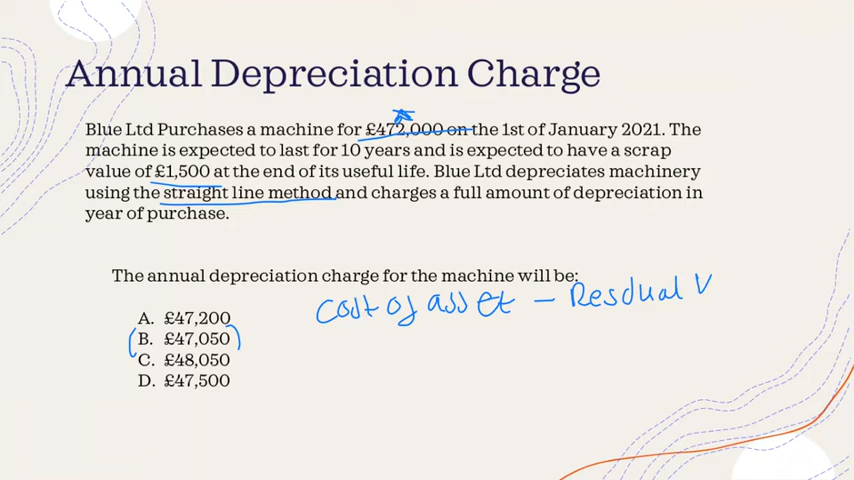 Annual Depreciation Charge
Blue Ltd Purchases a machine for £472,000 on the 1st of January 2021. The
machine is expected to last for 10 years and is expected to have a scrap
value of £1,500 at the end of its useful life. Blue Ltd depreciates machinery
using the straight line method and charges a full amount of depreciation in
year of purchase.
The annual depreciation charge for the machine will be:
Cost of asset - Resdual V
A. £47,200
(B. £47,050)
C. £48,050
D. £47,500